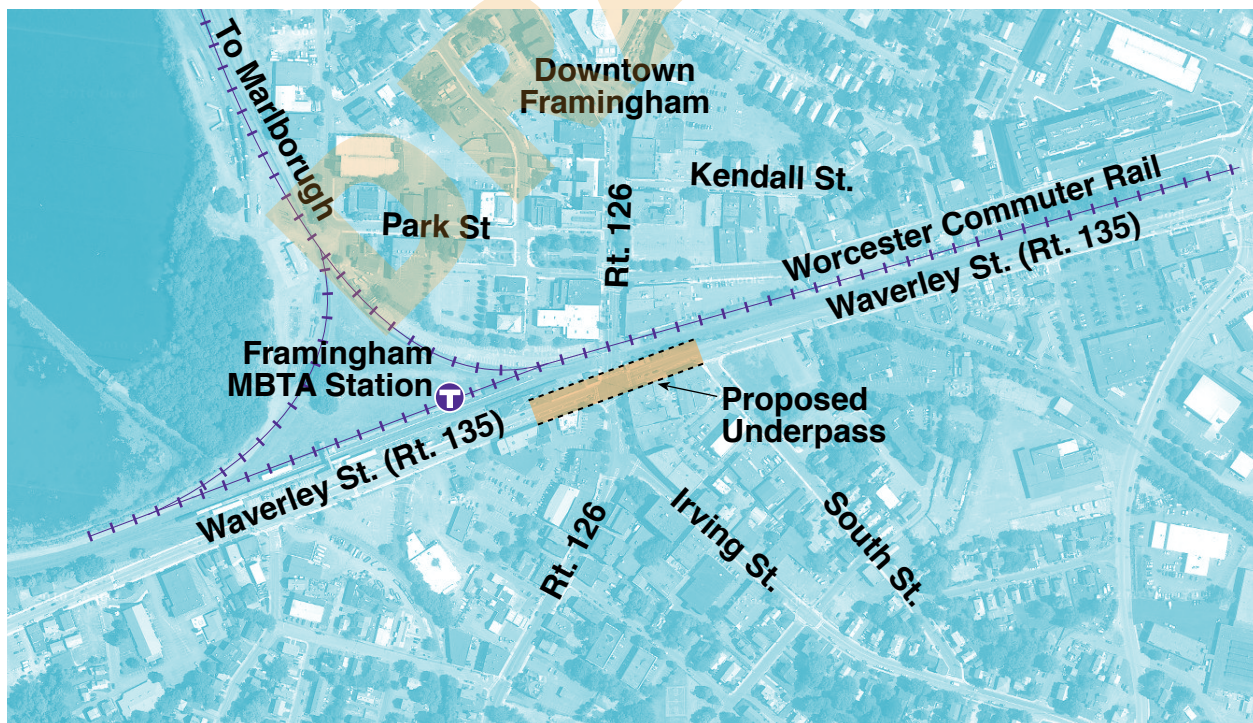 To Marlborough
Downtown
Framingham
Kendall St.
Park St
Rt. 126
Worcester Commuter Rail
Waverley St. (Rt. 135)
Framingham
MBTA Station
T
Proposed
Underpass
Waverley St. (Rt. 135)
Rt. 126
Irving St.
South St.